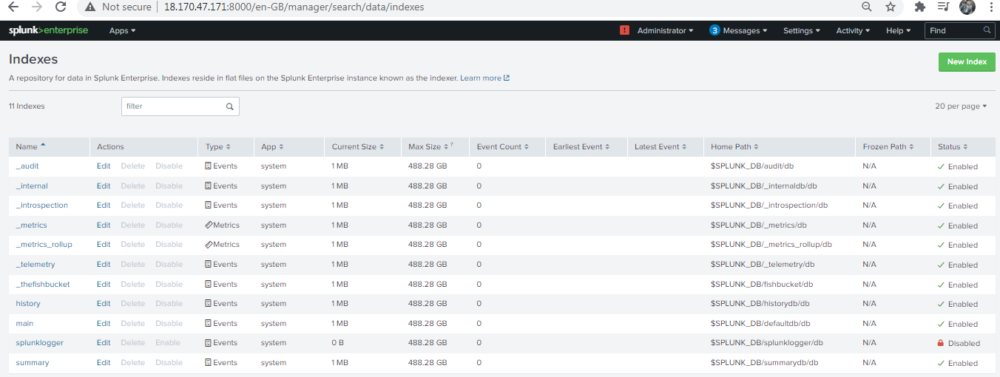 Not secure | 18.170.47.171:8000/en-GB/manager/search/data/indexes
splunk>enterprise Apps ! Administrator 3 Messages Settings Activity Help Find
Indexes
New Index
A repository for data in Splunk Enterprise. Indexes reside in flat files on the Splunk Enterprise instance known as the indexer. Learn more
11 Indexes filter 20 per page
Name Actions Type App Current Size Max Size ? Event Count Earliest Event Latest Event Home Path Frozen Path Status
_audit Edit Delete Disable Events system 1 MB 488.28 GB 0 $SPLUNK_DB/audit/db N/A Enabled
_internal Edit Delete Disable Events system 1 MB 488.28 GB 0 $SPLUNK_DB/_internaldb/db N/A Enabled
_introspection Edit Delete Disable Events system 1 MB 488.28 GB 0 $SPLUNK_DB/_introspection/db N/A Enabled
_metrics Edit Delete Disable Metrics system 1 MB 488.28 GB 0 $SPLUNK_DB/_metrics/db N/A Enabled
_metrics_rollup Edit Delete Disable Metrics system 1 MB 488.28 GB 0 $SPLUNK_DB/_metrics_rollup/db N/A Enabled
_telemetry Edit Delete Disable Events system 1 MB 488.28 GB 0 $SPLUNK_DB/_telemetry/db N/A Enabled
_thefishbucket Edit Delete Disable Events system 1 MB 488.28 GB 0 $SPLUNK_DB/fishbucket/db N/A Enabled
history Edit Delete Disable Events system 1 MB 488.28 GB 0 $SPLUNK_DB/historydb/db N/A Enabled
main Edit Delete Disable Events system 1 MB 488.28 GB 0 $SPLUNK_DB/defaultdb/db N/A Enabled
splunklogger Edit Delete Enable Events system 0 B 488.28 GB 0 $SPLUNK_DB/splunklogger/db N/A Disabled
summary Edit Delete Disable Events system 1 MB 488.28 GB 0 $SPLUNK_DB/summarydb/db N/A Enabled